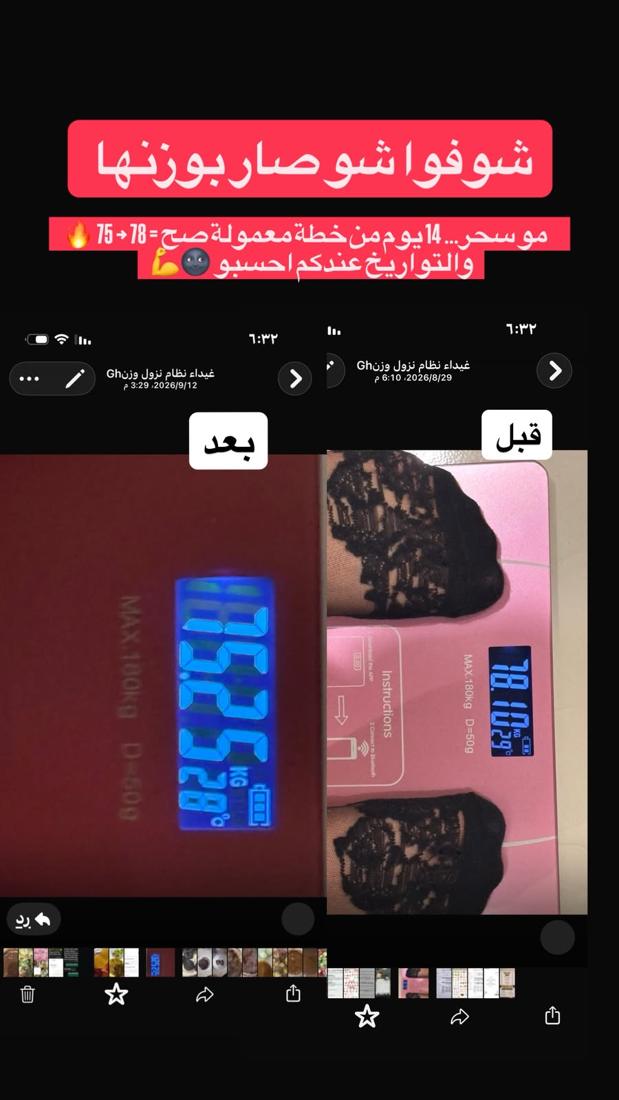 شوفوا شو صار بوزنها
مو سحر... 14 يوم من خطة معمولة صح = 78 → 75 🔥
والتواريخ عندكم احسبو 🌚💪
٦:٣٢
غيداء نظام نزول وزنGh
2026/8/29، 6:10 م
قبل
78.10 KG
29°c
MAX.180kg D=50g
Instructions
٦:٣٢
غيداء نظام نزول وزنGh
2026/9/12، 3:29 م
بعد
75.25 KG
28°c
MAX.180kg D=50g
رد